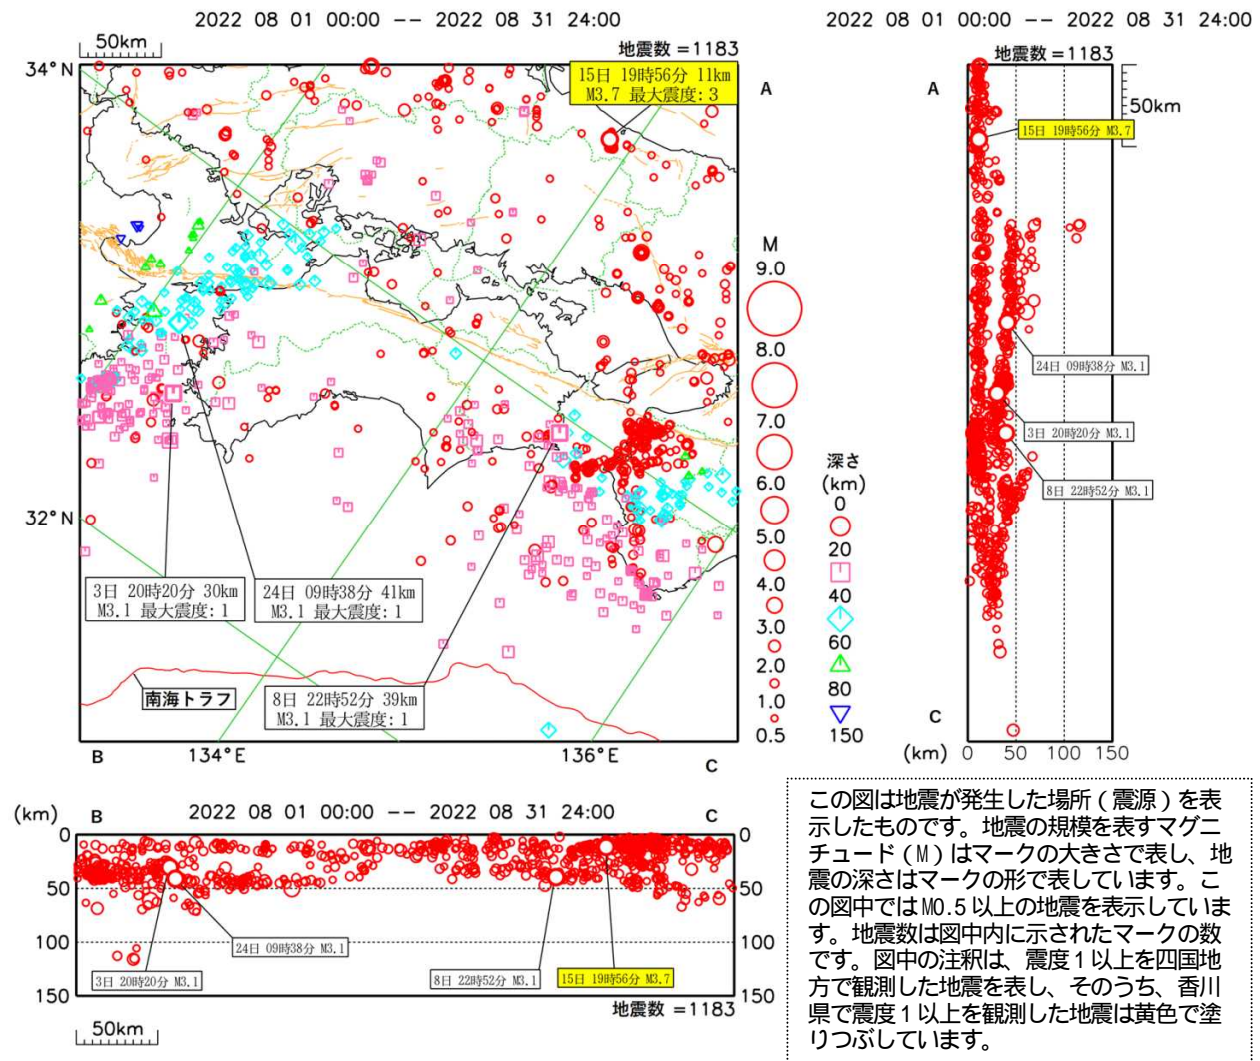 2022 08 01 00:00 -- 2022 08 31 24:00
50km
地震数 =1183
34°N
15日 19時56分 11km
M3.7 最大震度:3
A
32°N
3日 20時20分 30km
M3.1 最大震度:1
24日 09時38分 41km
M3.1 最大震度:1
南海トラフ
8日 22時52分 39km
M3.1 最大震度:1
B
134°E
136°E
C
M
9.0
8.0
7.0
6.0
5.0
4.0
3.0
2.0
1.0
0.5
深さ
(km)
0
20
40
60
80
150
2022 08 01 00:00 -- 2022 08 31 24:00
地震数 =1183
A
50km
15日 19時56分 M3.7
24日 09時38分 M3.1
3日 20時20分 M3.1
8日 22時52分 M3.1
C
(km)
0
50
100
150
(km)
B
2022 08 01 00:00 -- 2022 08 31 24:00
C
0
0
50
50
100
100
150
150
24日 09時38分 M3.1
3日 20時20分 M3.1
8日 22時52分 M3.1
15日 19時56分 M3.7
地震数 =1183
50km
この図は地震が発生した場所(震源)を表
示したものです。地震の規模を表すマグニ
チュード(M)はマークの大きさで表し、地
震の深さはマークの形で表しています。こ
の図中ではM0.5以上の地震を表示していま
す。地震数は図中内に示されたマークの数
です。図中の注釈は、震度1以上を四国地
方で観測した地震を表し、そのうち、香川
県で震度1以上を観測した地震は黄色で塗
りつぶしています。